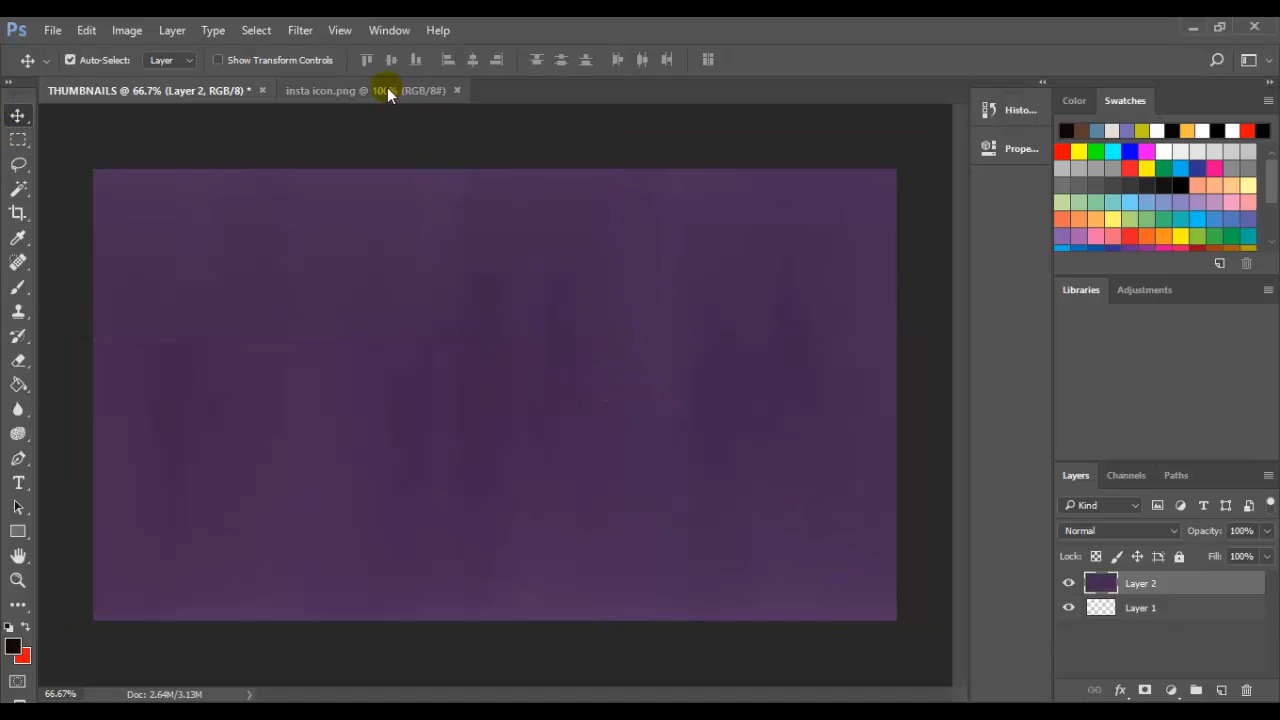 Ps File Edit Image Layer Type Select Filter View Window Help
Auto-Select: Layer Show Transform Controls
THUMBNAILS @ 66.7% (Layer 2, RGB/8) * × insta icon.png @ 100% (RGB/8#) ×
Color Swatches
Histo...
Prope...
Libraries Adjustments
Layers Channels Paths
Kind
Normal Opacity: 100%
Lock: Fill: 100%
Layer 2
Layer 1
fx
66.67% Doc: 2.64M/3.13M